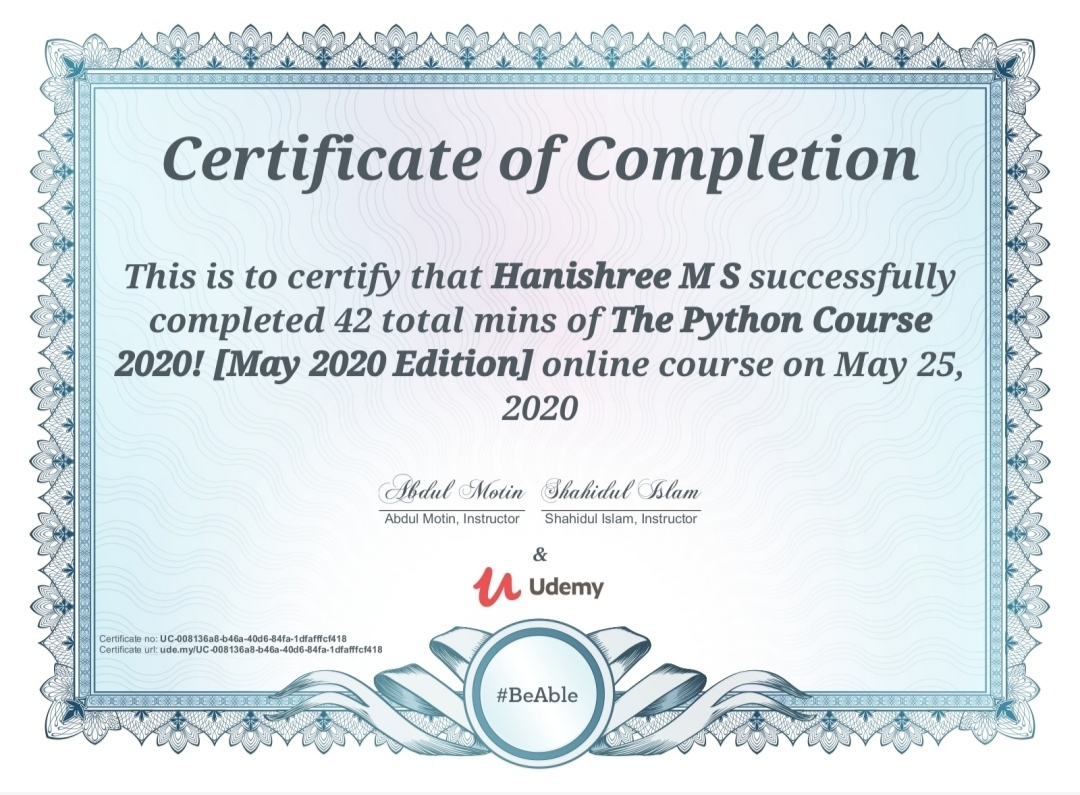 Certificate of Completion
This is to certify that Hanishree M S successfully
completed 42 total mins of The Python Course
2020! [May 2020 Edition] online course on May 25,
2020
Abdul Motin Shahidul Islam
Abdul Motin, Instructor Shahidul Islam, Instructor
&
Udemy
Certificate no: UC-008136a8-b46a-40d6-84fa-1dfafffcf418
Certificate url: ude.my/UC-008136a8-b46a-40d6-84fa-1dfafffcf418
#BeAble